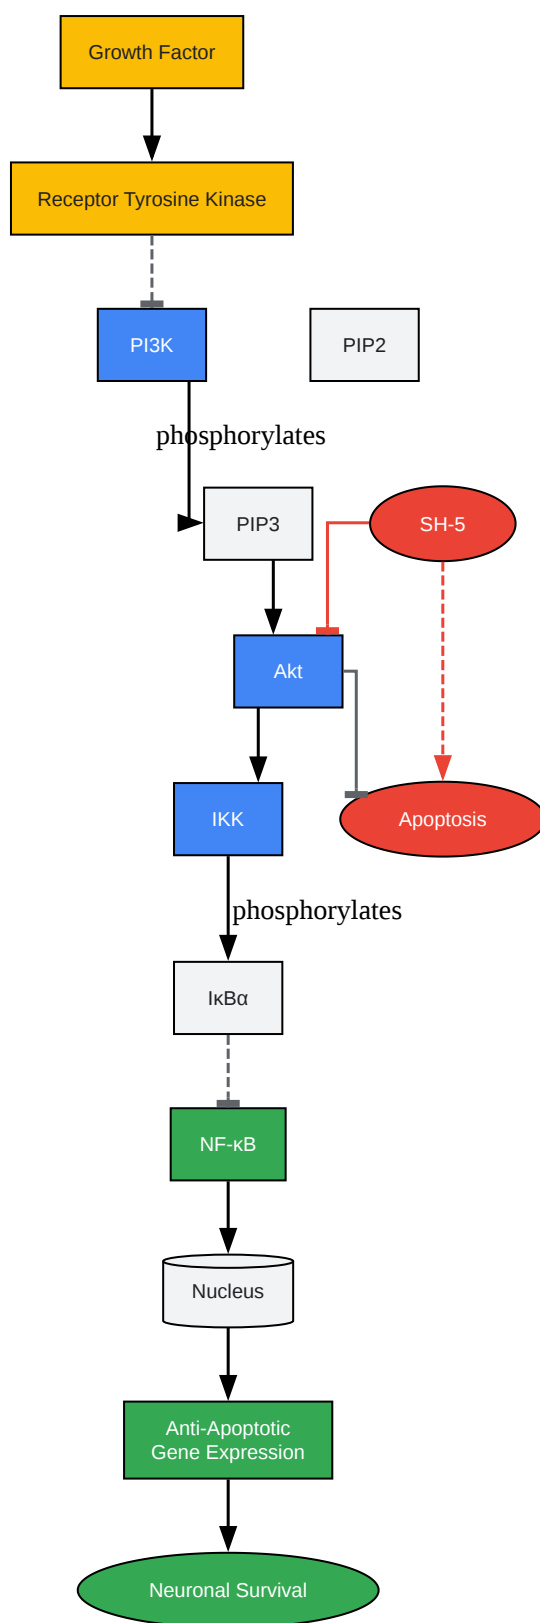 Growth Factor
Receptor Tyrosine Kinase
PI3K
PIP2
phosphorylates
PIP3
SH-5
Akt
IKK
Apoptosis
phosphorylates
IκBα
NF-κB
Nucleus
Anti-Apoptotic
Gene Expression
Neuronal Survival